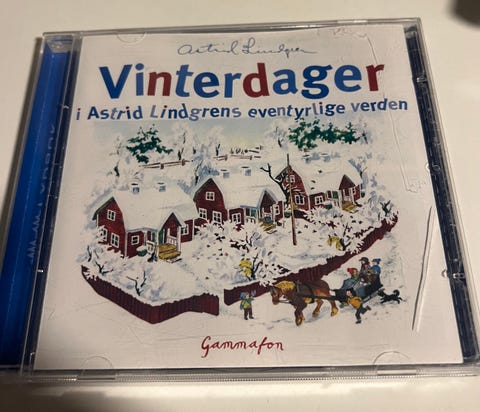 Astrid Lindgren
Vinterdager
i Astrid Lindgrens eventyrlige verden
Gammafon